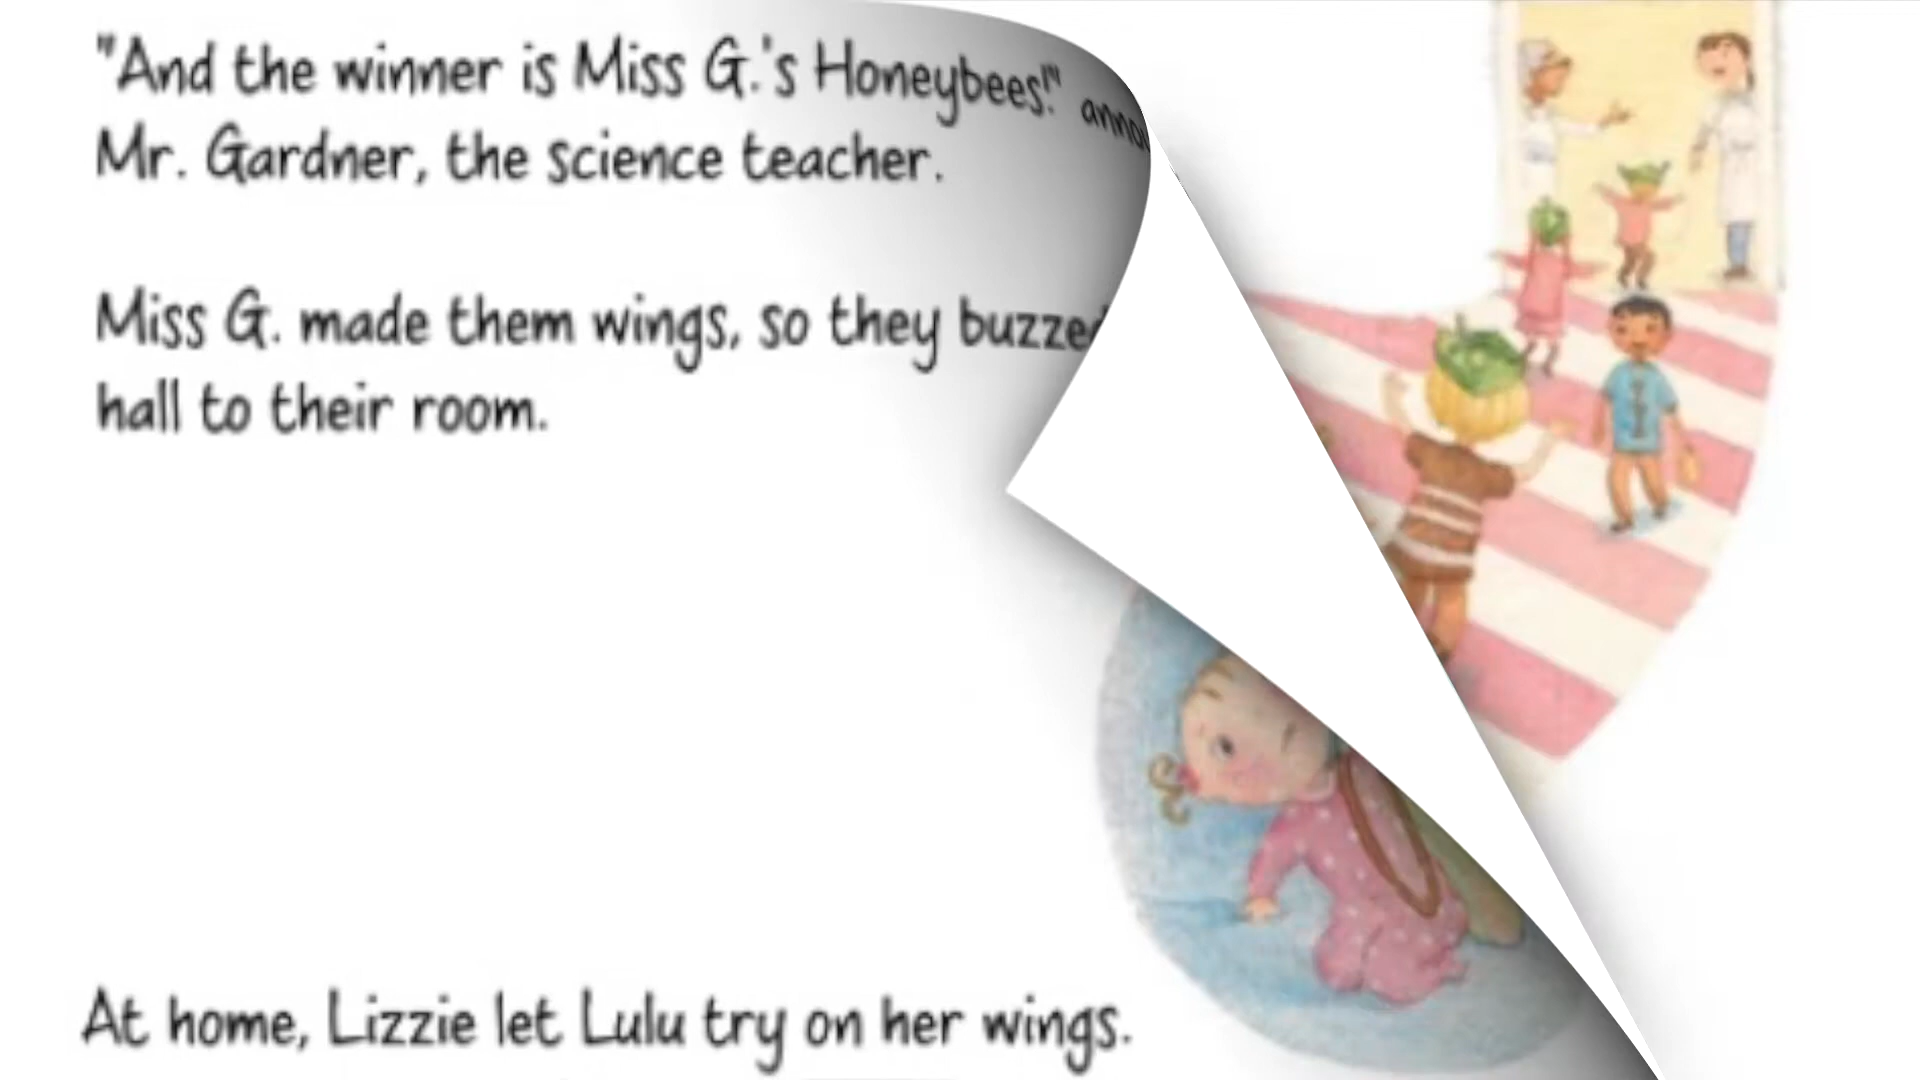 "And the winner is Miss G.'s Honeybees!"
Mr. Gardner, the science teacher.
Miss G. made them wings, so they buzzed
hall to their room.
At home, Lizzie let Lulu try on her wings.